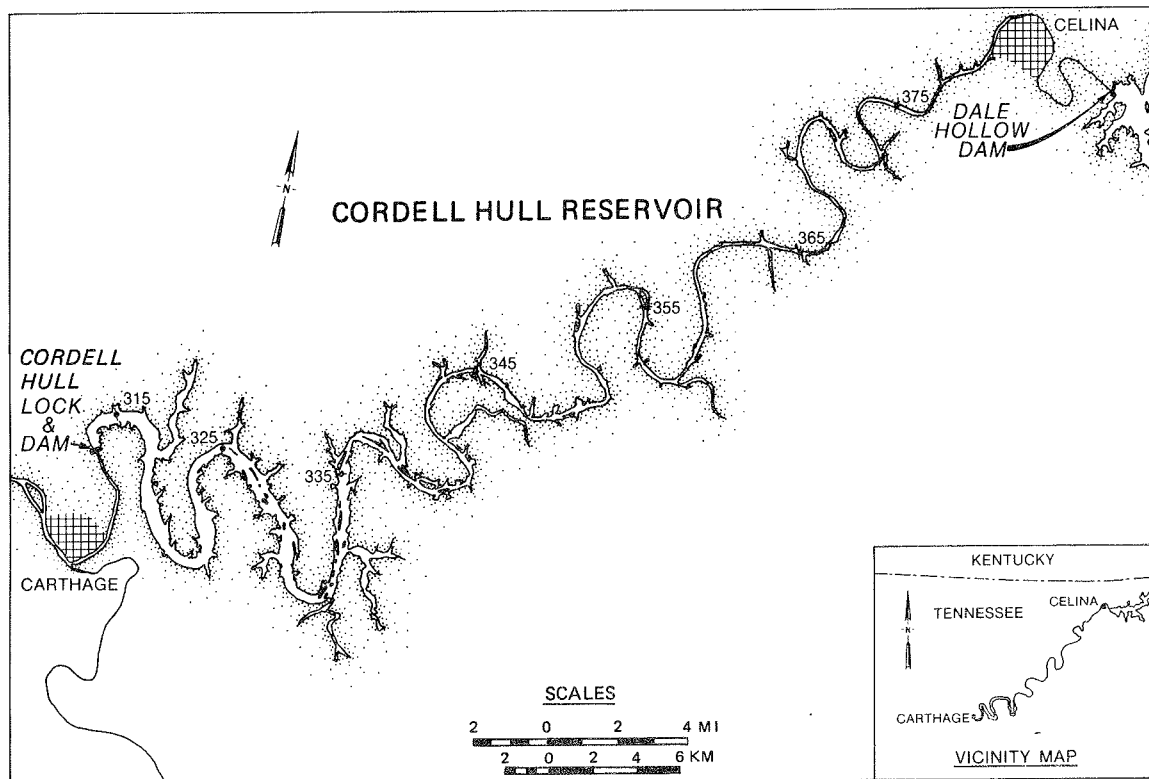 CELINA
375
DALE
HOLLOW
DAM
N
CORDELL HULL RESERVOIR
365
355
CORDELL
HULL
LOCK
&
DAM
345
315
325
335
CARTHAGE
SCALES
2 0 2 4 MI
2 0 2 4 6 KM
KENTUCKY
N
TENNESSEE
CELINA
CARTHAGE
VICINITY MAP